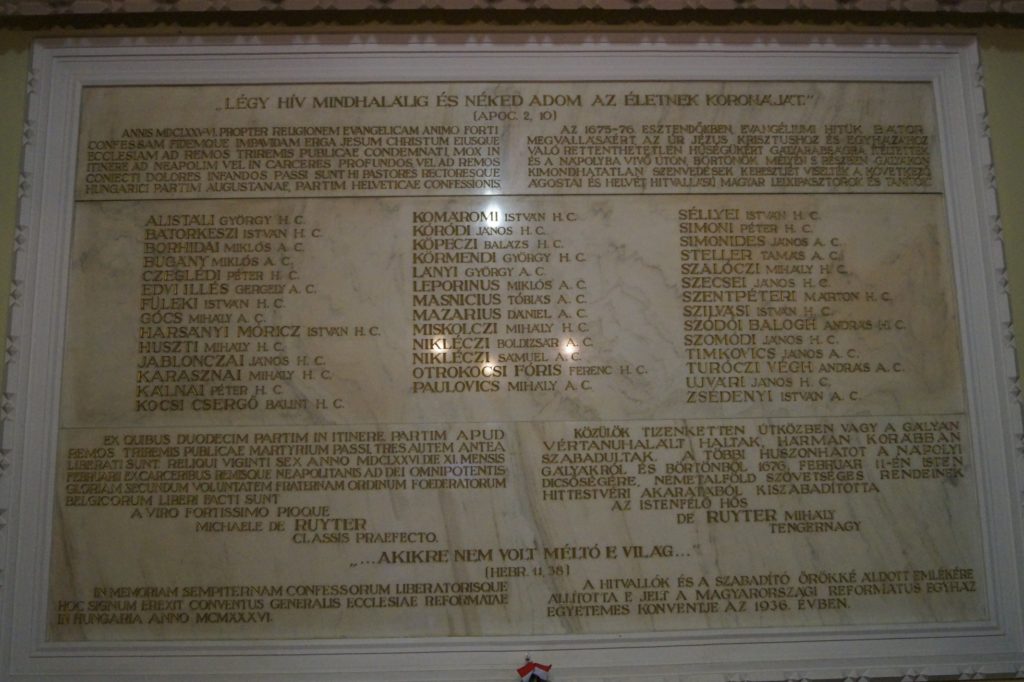 „LÉGY HÍV MINDHALÁLIG ÉS NÉKED ADOM AZ ÉLETNEK KORONÁJÁT."
(APOC. 2, 10)
ANNIS MDCLXXV-VI. PROPTER RELIGIONEM EVANGELICAM ANIMO FORTI
CONFESSAM FIDEMQUE IMPAVIDAM ERGA JESUM CHRISTUM EIUSQUE
ECCLESIAM AD REMOS TRIREMIS PUBLICAE CONDEMNATI, MOX IN
ITINERE AD NEAPOLIM VEL IN CARCERES PROFUNDOS, VEL AD REMOS
CONIECTI DOLORES INFANDOS PASSI SUNT HI PASTORES RECTORESQUE
HUNGARICI PARTIM AUGUSTANAE, PARTIM HELVETICAE CONFESSIONIS.
AZ 1675-76. ESZTENDŐKBEN, EVANGÉLIUMI HITÜK BÁTOR
MEGVALLÁSÁÉRT, AZ ÚR JÉZUS KRISZTUSHOZ ÉS EGYHÁZÁHOZ
VALÓ RETTENTHETETLEN HŰSÉGÜKÉRT GÁLYARABSÁGRA ÍTÉLTETVÉN
ÉS A NÁPOLYBA VIVŐ ÚTON, BÖRTÖNÖK MÉLYÉN S RÉSZBEN GÁLYÁKON
KIMONDHATATLAN SZENVEDÉSEK KERESZTJÉT VISELTÉK A KÖVETKEZŐ
ÁGOSTAI ÉS HELVÉT HITVALLÁSÚ MAGYAR LELKIPÁSZTOROK ÉS TANÍTÓK.
ALISTÁLI GYÖRGY H. C.
BÁTORKESZI ISTVÁN H. C.
BORHIDAI MIKLÓS A. C.
BUGÁNY MIKLÓS A. C.
CZEGLÉDI PÉTER H. C.
EDVI ILLÉS GERGELY A. C.
FÜLEKI ISTVÁN H. C.
GÓCS MIHÁLY A. C.
HARSÁNYI MÓRICZ ISTVÁN H. C.
HUSZTI MIHÁLY H. C.
JABLONCZAI JÁNOS H. C.
KARASZNAI MIHÁLY H. C.
KÁLNAI PÉTER H. C.
KOCSI CSERGŐ BÁLINT H. C.
KOMÁROMI ISTVÁN H. C.
KÓRÓDI JÁNOS H. C.
KÖPECZI BALÁZS H. C.
KÖRMENDI GYÖRGY H. C.
LÁNYI GYÖRGY A. C.
LEPORINUS MIKLÓS A. C.
MASNICIUS TÓBIÁS A. C.
MAZARIUS DÁNIEL A. C.
MISKOLCZI MIHÁLY H. C.
NIKLÉCZI BOLDIZSÁR A. C.
NIKLÉCZI SÁMUEL A. C.
OTROKOCSI FÓRIS FERENC H. C.
PAULOVICS MIHÁLY A. C.
SÉLLYEI ISTVÁN H. C.
SIMONI PÉTER H. C.
SIMONIDES JÁNOS A. C.
STELLER TAMÁS A. C.
SZALÓCZI MIHÁLY H. C.
SZECSEI JÁNOS H. C.
SZENTPÉTERI MÁRTON H. C.
SZILVÁSI ISTVÁN H. C.
SZÓDÓI BALOGH ANDRÁS H. C.
SZOMÓDI JÁNOS H. C.
TIMKOVICS JÁNOS A. C.
TURÓCZI VÉGH ANDRÁS A. C.
UJVÁRI JÁNOS H. C.
ZSÉDENYI ISTVÁN A. C.
EX QUIBUS DUODECIM PARTIM IN ITINERE PARTIM APUD
REMOS TRIREMIS PUBLICAE MARTYRIUM PASSI, TRES AUTEM ANTEA
LIBERATI SUNT. RELIQUI VIGINTI SEX ANNO MDCLXXVI DIE XI. MENSIS
FEBRUARII EX CARCERIBUS REMISQUE NEAPOLITANIS AD DEI OMNIPOTENTIS
GLORIAM SECUNDUM VOLUNTATEM FRATERNAM ORDINUM FOEDERATORUM
BELGICORUM LIBERI FACTI SUNT
A VIRO FORTISSIMO PIOQUE
MICHAELE DE RUYTER
CLASSIS PRAEFECTO.
KÖZÜLÖK TIZENKETTEN ÚTKÖZBEN VAGY A GÁLYÁN
VÉRTANÚHALÁLT HALTAK, HÁRMAN KORÁBBAN
SZABADULTAK. A TÖBBI HUSZONHATOT A NÁPOLYI
GÁLYÁKRÓL ÉS BÖRTÖNBŐL 1676, FEBRUÁR 11-ÉN ISTEN
DICSŐSÉGÉRE, NÉMETALFÖLD SZÖVETSÉGES RENDEINEK
HITTESTVÉRI AKARATÁBÓL KISZABADÍTOTTA
AZ ISTENFÉLŐ HŐS
DE RUYTER MIHÁLY
TENGERNAGY
„...AKIKRE NEM VOLT MÉLTÓ E VILÁG..."
(HEBR. 11, 38)
IN MEMORIAM SEMPITERNAM CONFESSORUM LIBERATORISQUE
HOC SIGNUM EREXIT CONVENTUS GENERALIS ECCLESIAE REFORMATAE
IN HUNGARIA ANNO MCMXXXVI.
A HITVALLÓK ÉS A SZABADÍTÓ ÖRÖKKÉ ÁLDOTT EMLÉKÉRE
ÁLLÍTOTTA E JELT A MAGYARORSZÁGI REFORMÁTUS EGYHÁZ
EGYETEMES KONVENTJE AZ 1936. ÉVBEN.